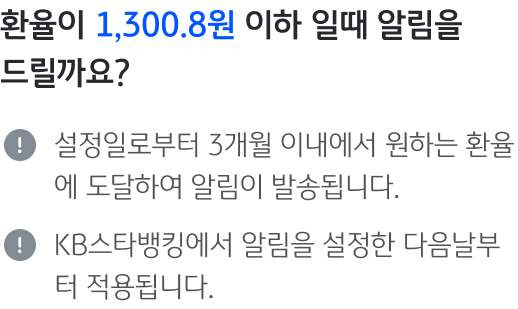 환율이 1,300.8원 이하 일때 알림을
드릴까요?
설정일로부터 3개월 이내에서 원하는 환율
에 도달하여 알림이 발송됩니다.
KB스타뱅킹에서 알림을 설정한 다음날부
터 적용됩니다.